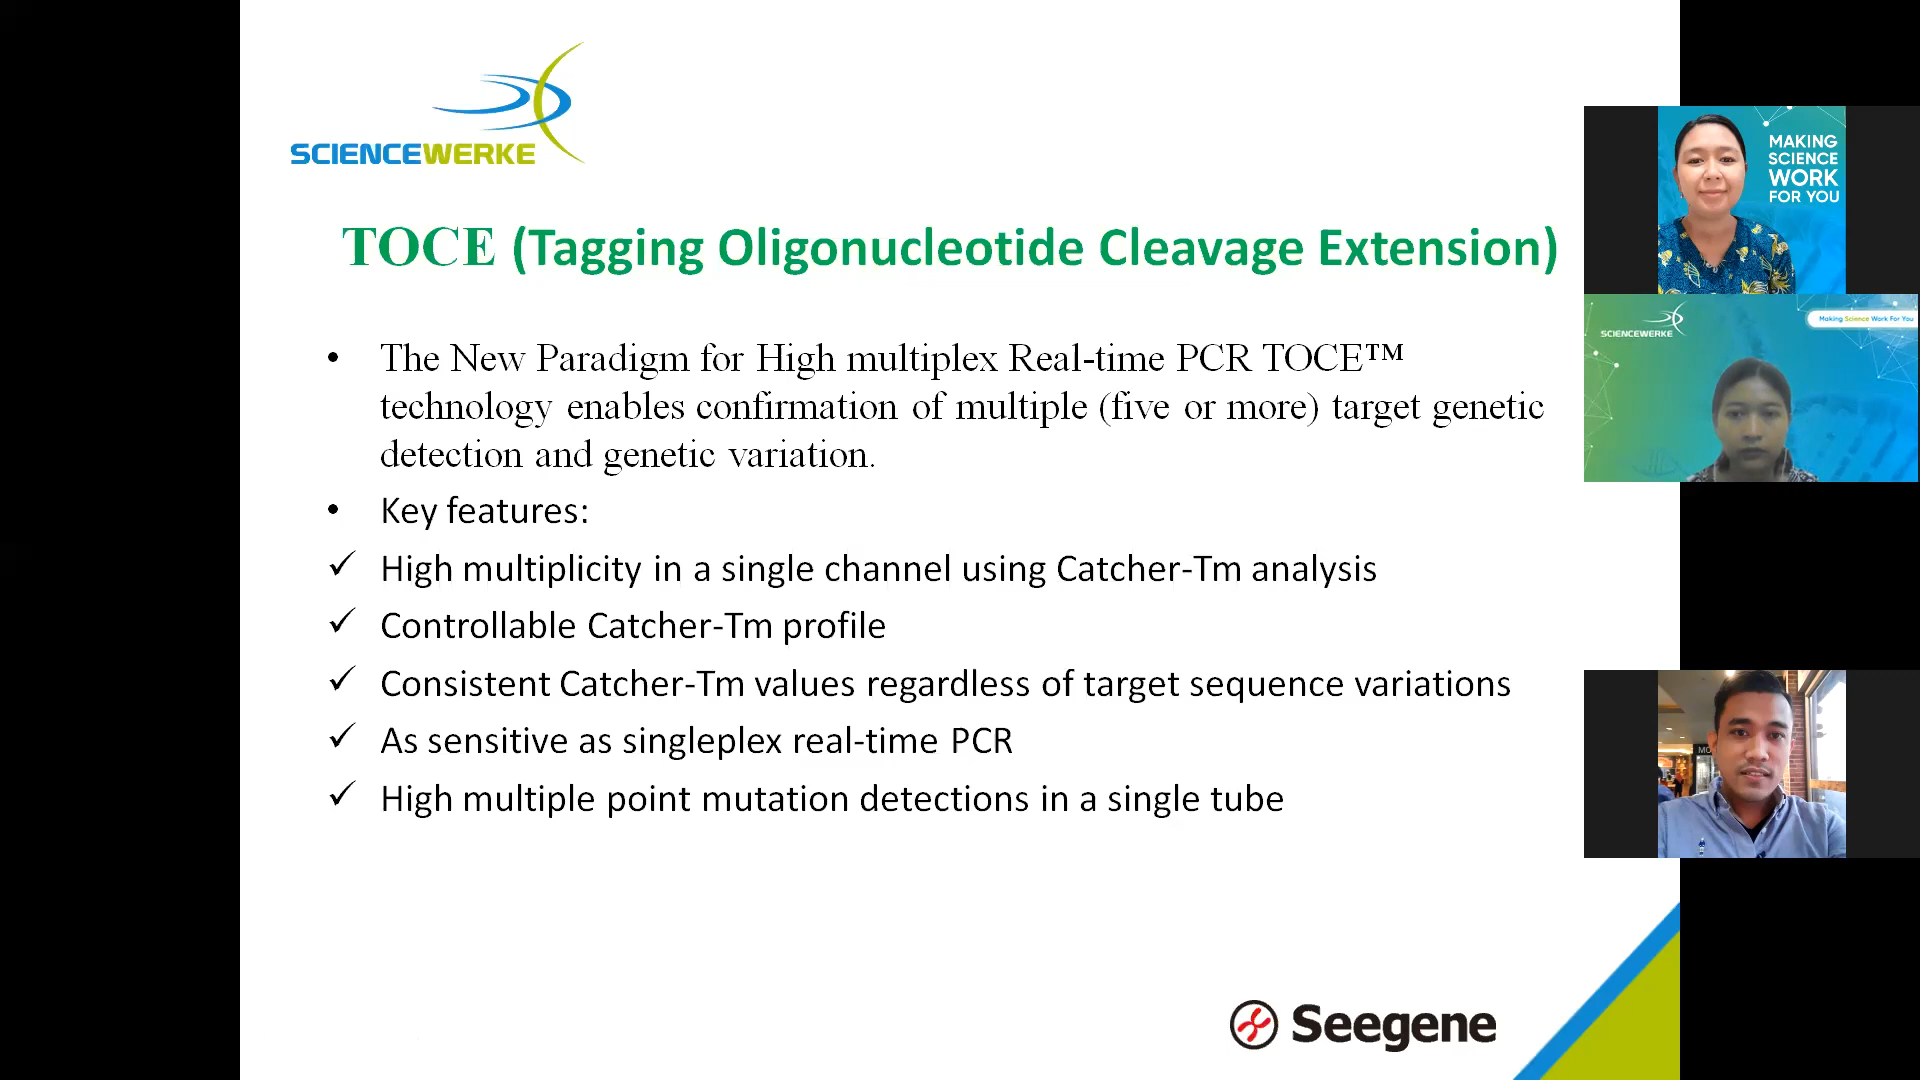 SCIENCEWERKE
TOCE (Tagging Oligonucleotide Cleavage Extension)
• The New Paradigm for High multiplex Real-time PCR TOCE™
technology enables confirmation of multiple (five or more) target genetic
detection and genetic variation.
• Key features:
✓ High multiplicity in a single channel using Catcher-Tm analysis
✓ Controllable Catcher-Tm profile
✓ Consistent Catcher-Tm values regardless of target sequence variations
✓ As sensitive as singleplex real-time PCR
✓ High multiple point mutation detections in a single tube
Seegene
MAKING
SCIENCE
WORK
FOR YOU
SCIENCEWERKE
Making Science Work For You